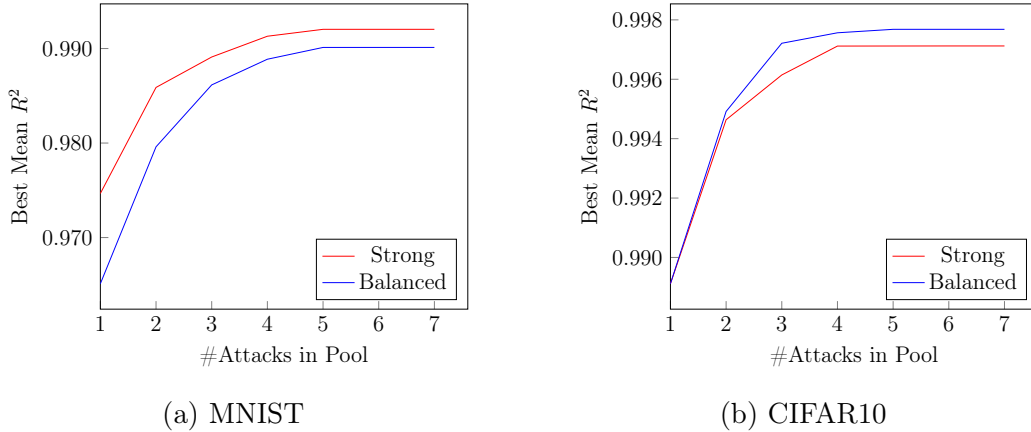 0.990
0.980
0.970
Best Mean R²
Strong
Balanced
1 2 3 4 5 6 7
#Attacks in Pool
(a) MNIST
0.998
0.996
0.994
0.992
0.990
Best Mean R²
Strong
Balanced
1 2 3 4 5 6 7
#Attacks in Pool
(b) CIFAR10